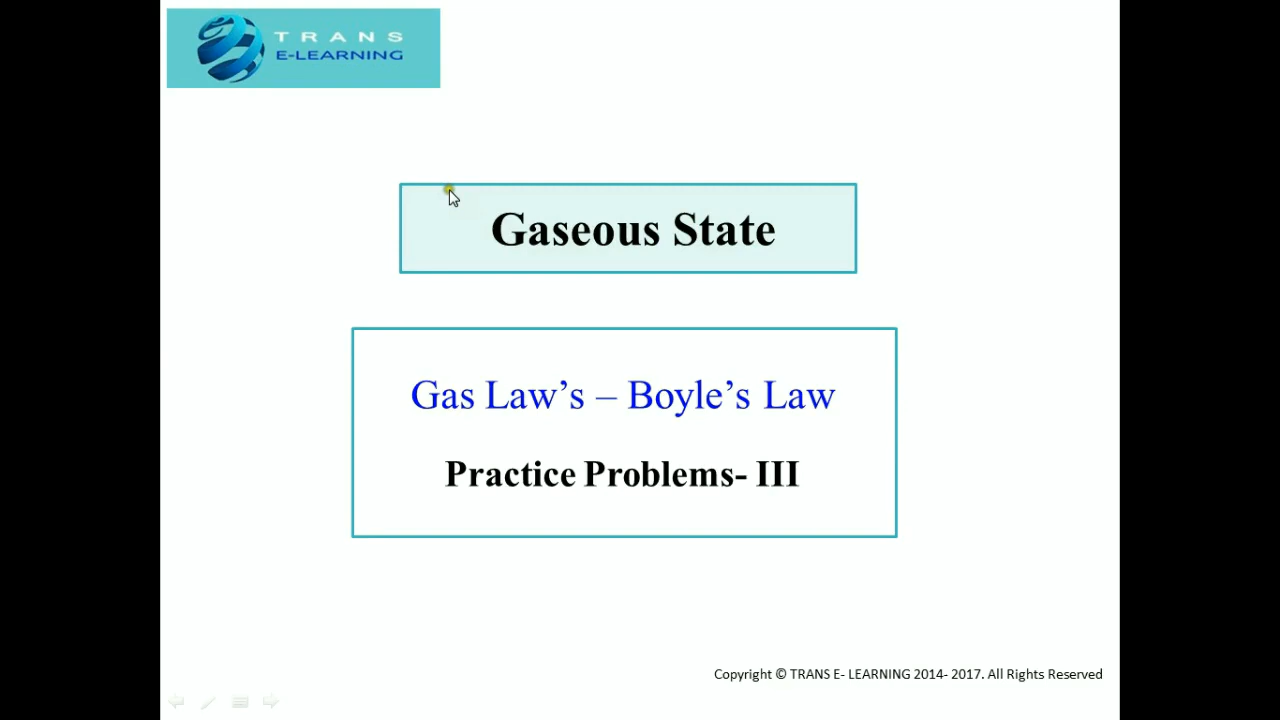 TRANS
E-LEARNING
Gaseous State
Gas Law’s – Boyle’s Law
Practice Problems- III
Copyright © TRANS E- LEARNING 2014- 2017. All Rights Reserved